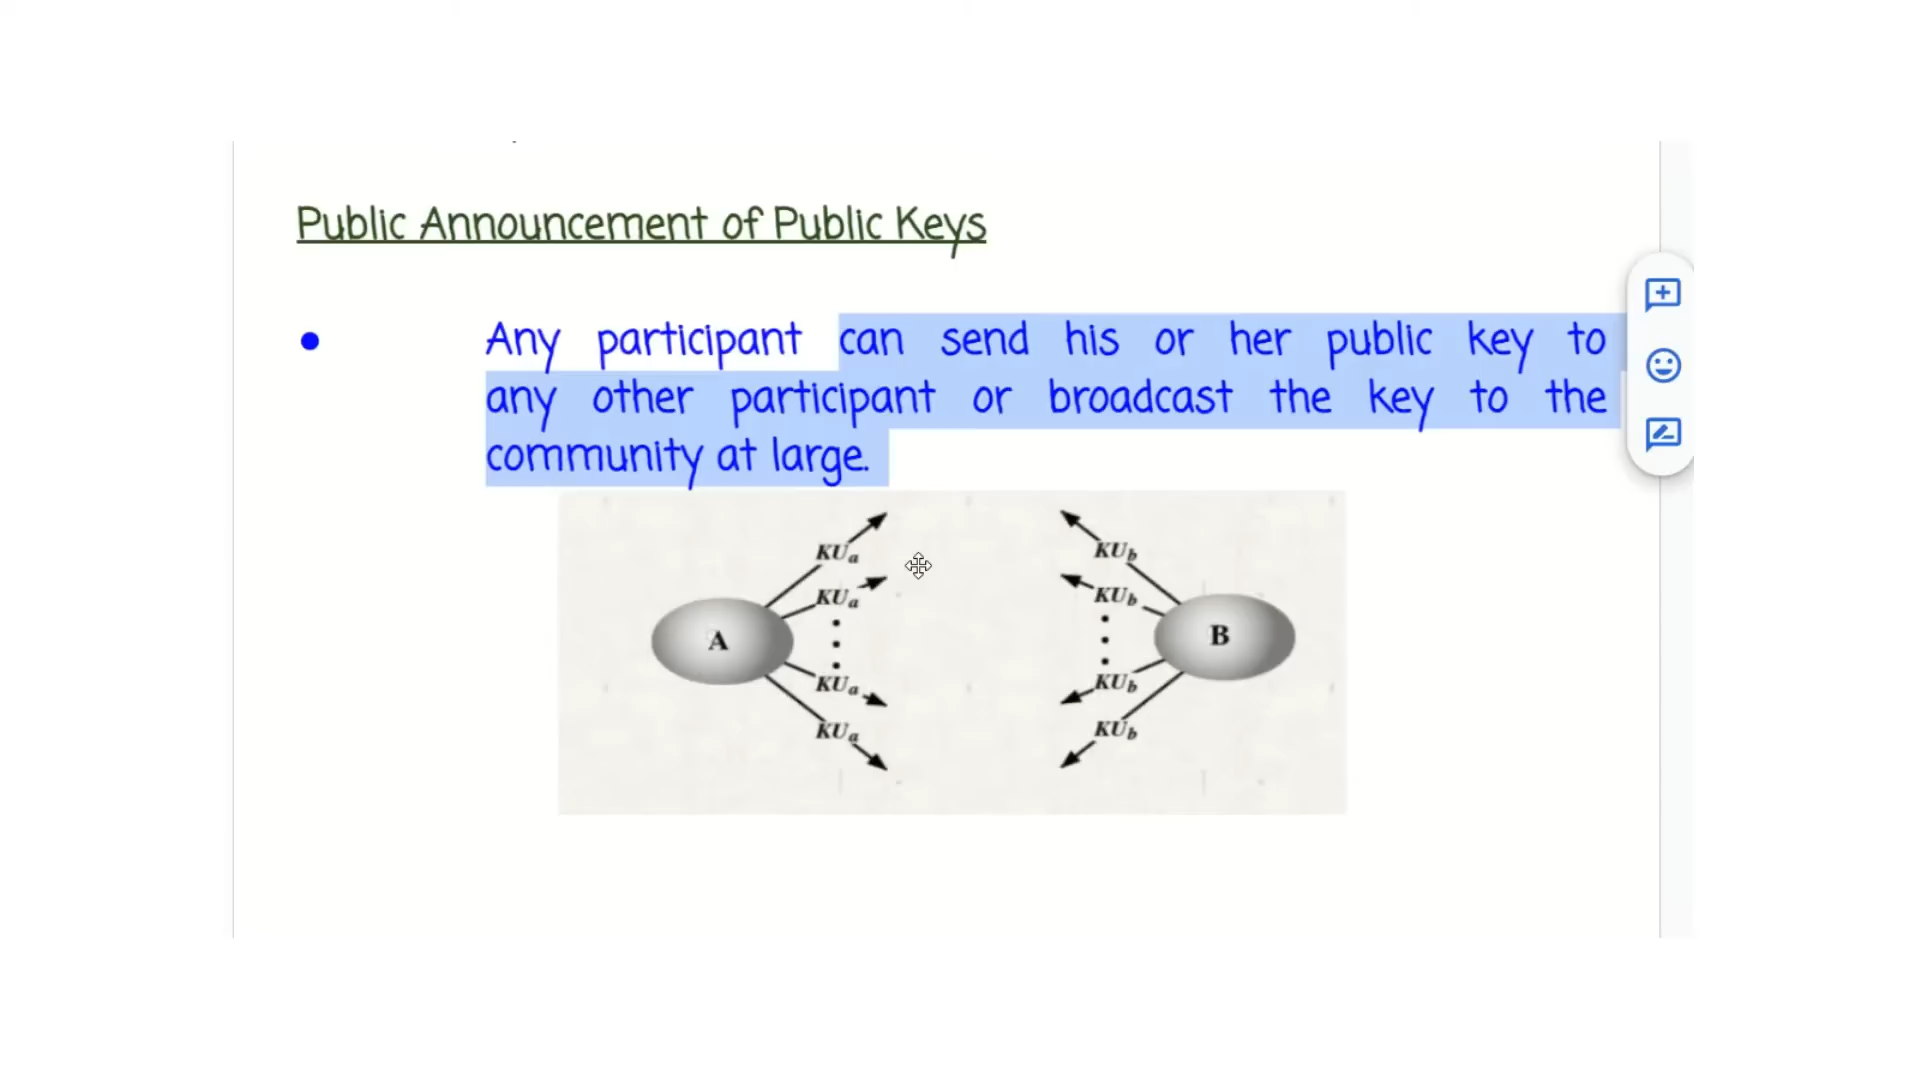 Public Announcement of Public Keys
● Any participant can send his or her public key to
any other participant or broadcast the key to the
community at large.
KUa
KUb
KUa
KUb
A
B
KUa
KUb
KUa
KUb